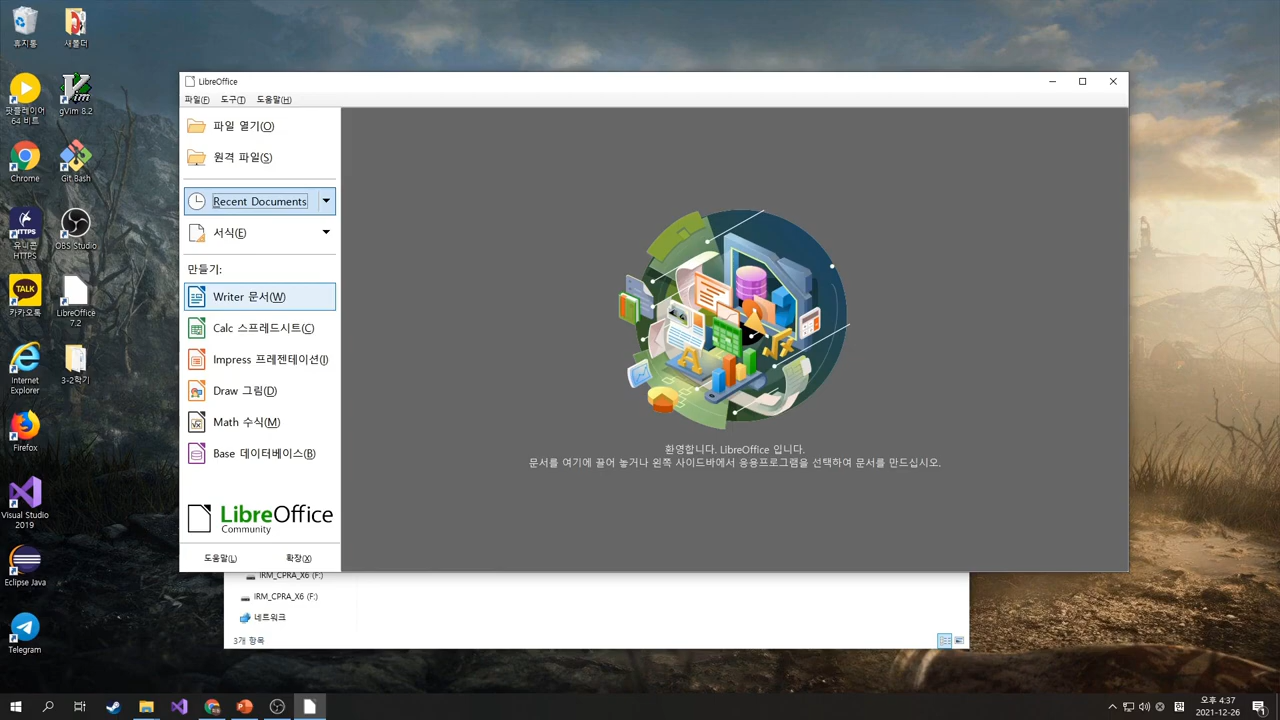 휴지통
새폴더
팟플레이어
64 비트
gVim 8.2
Chrome
Git Bash
유니콘
HTTPS
OBS Studio
카카오톡
LibreOffice
7.2
Internet
Explorer
3-2학기
Firefox
Visual Studio
2019
Eclipse Java
Telegram
LibreOffice
파일(F) 도구(T) 도움말(H)
파일 열기(O)
원격 파일(S)
Recent Documents
서식(E)
만들기:
Writer 문서(W)
Calc 스프레드시트(C)
Impress 프레젠테이션(I)
Draw 그림(D)
Math 수식(M)
Base 데이터베이스(B)
LibreOffice
Community
도움말(L) 확장(X)
환영합니다. LibreOffice 입니다.
문서를 여기에 끌어 놓거나 왼쪽 사이드바에서 응용프로그램을 선택하여 문서를 만드십시오.
IRM_CPRA_X6 (F:)
IRM_CPRA_X6 (F:)
네트워크
3개 항목
오후 4:37
2021-12-26